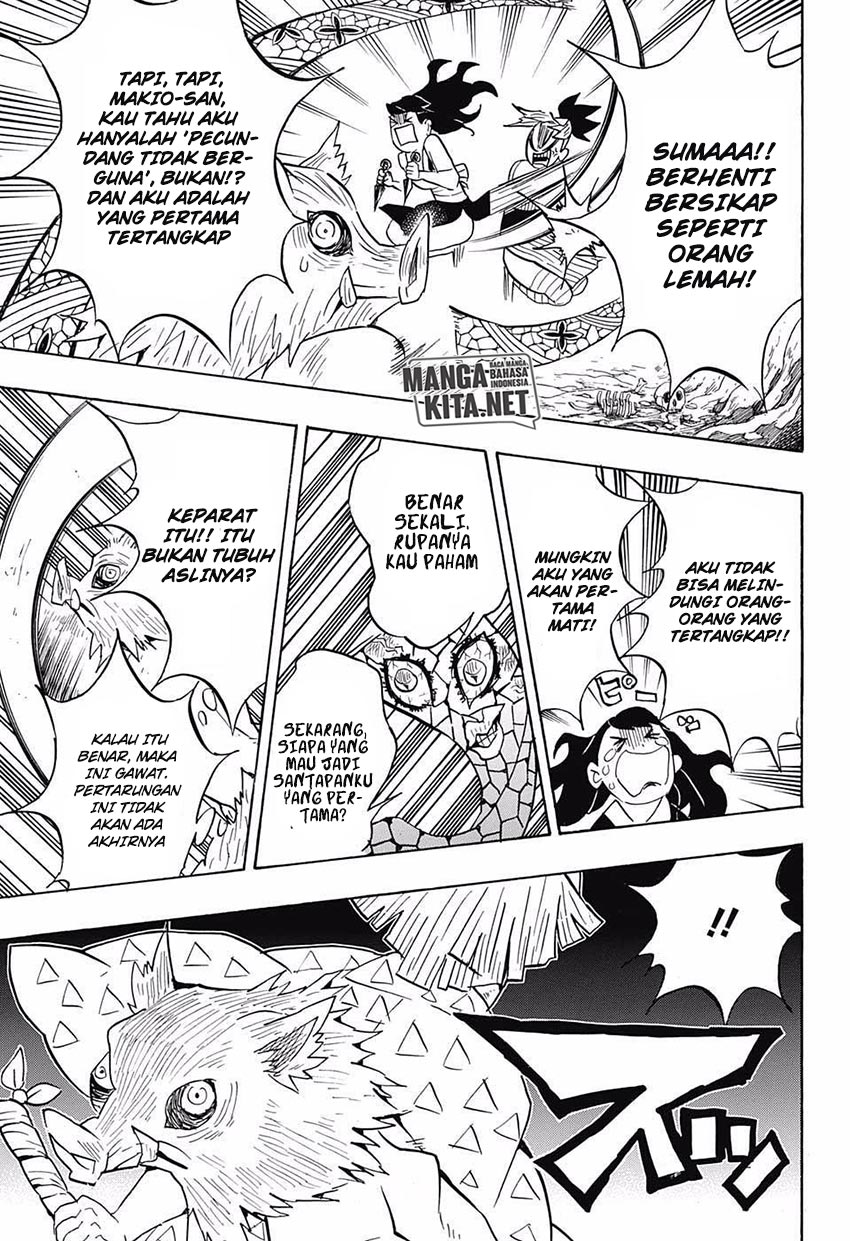 SUMAAA!!
BERHENTI
BERSIKAP
SEPERTI
ORANG
LEMAH!
TAPI, TAPI,
MAKIO-SAN,
KAU TAHU AKU
HANYALAH 'PECUN-
DANG TIDAK BER-
GUNA', BUKAN!?
DAN AKU ADALAH
YANG PERTAMA
TERTANGKAP
BACA MANGA
BAHASA
INDONESIA
MANGA
KITA.NET
AKU TIDAK
BISA MELIN-
DUNGI ORANG-
ORANG YANG
TERTANGKAP!!
MUNGKIN
AKU YANG
AKAN PER-
TAMA
MATI!
ピー
BENAR
SEKALI,
RUPANYA
KAU PAHAM
SEKARANG,
SIAPA YANG
MAU JADI
SANTAPANKU
YANG PER-
TAMA?
KEPARAT
ITU!! ITU
BUKAN TUBUH
ASLINYA?
KALAU ITU
BENAR, MAKA
INI GAWAT.
PERTARUNGAN
INI TIDAK
AKAN ADA
AKHIRNYA
!!
ズッ